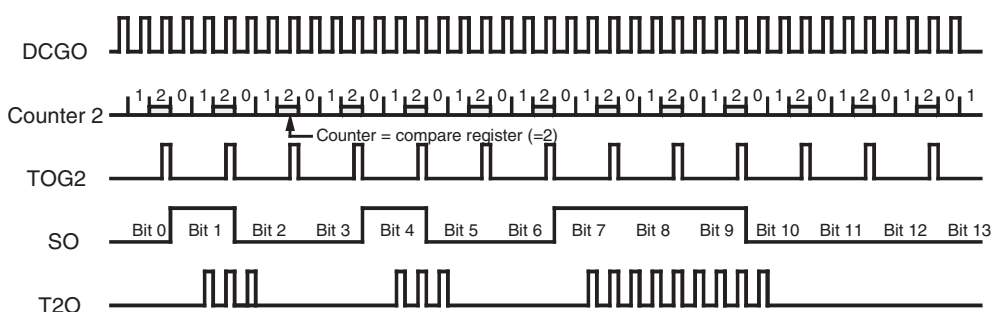 DCGO
Counter 2 1 2 0 1 2 0 1 2 0 1 2 0 1 2 0 1 2 0 1 2 0 1 2 0 1 2 0 1 2 0 1 2 0 1 2 0 1 2 0 1
Counter = compare register (=2)
TOG2
SO Bit 0 Bit 1 Bit 2 Bit 3 Bit 4 Bit 5 Bit 6 Bit 7 Bit 8 Bit 9 Bit 10 Bit 11 Bit 12 Bit 13
T2O